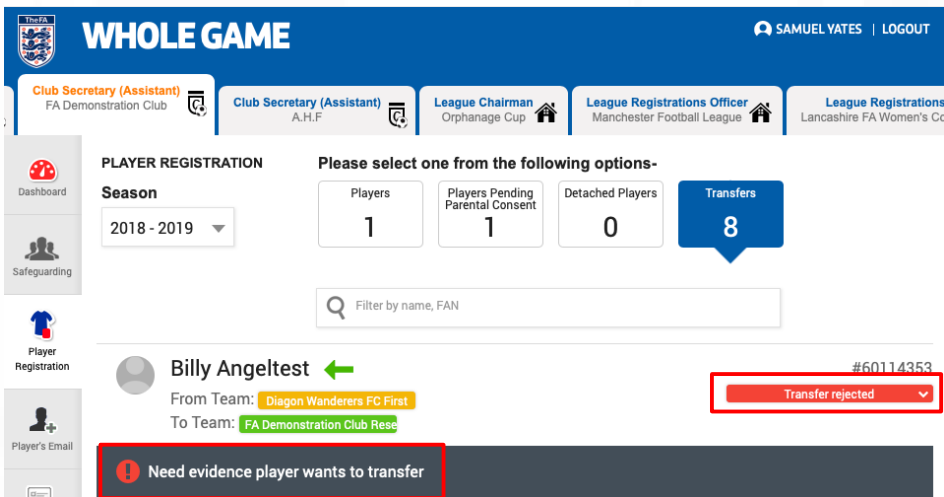 TheFA
WHOLE GAME
SAMUEL YATES | LOGOUT
Club Secretary (Assistant)
FA Demonstration Club
Club Secretary (Assistant)
A.H.F
League Chairman
Orphanage Cup
League Registrations Officer
Manchester Football League
League Registrations
Lancashire FA Women's Co
Dashboard
Safeguarding
Player
Registration
Player's Email
PLAYER REGISTRATION
Season
2018 - 2019
Please select one from the following options-
Players
1
Players Pending
Parental Consent
1
Detached Players
0
Transfers
8
Filter by name, FAN
Billy Angeltest
#60114353
From Team: Diagon Wanderers FC First
Transfer rejected
To Team: FA Demonstration Club Rese
Need evidence player wants to transfer